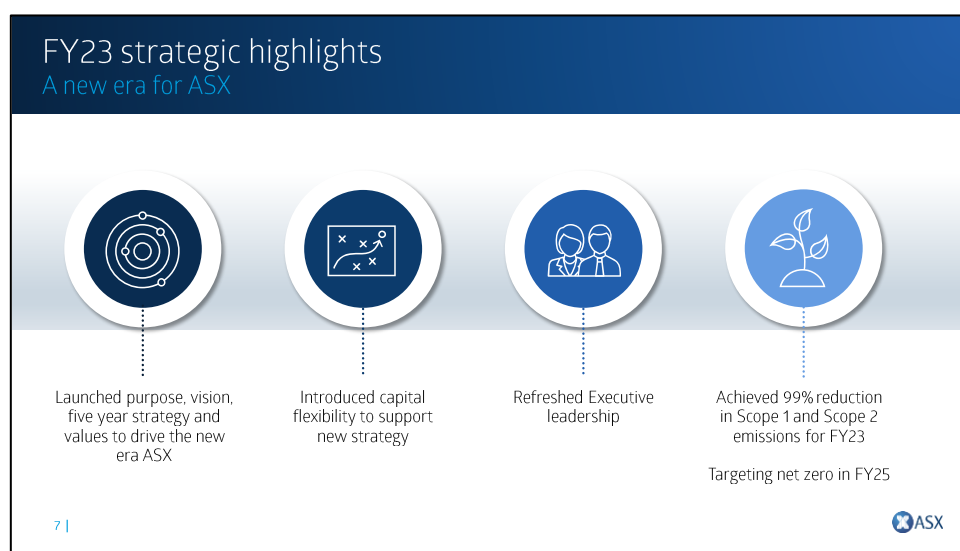 FY23 strategic highlights
A new era for ASX
Launched purpose, vision,
five year strategy and
values to drive the new
era ASX
Introduced capital
flexibility to support
new strategy
Refreshed Executive
leadership
Achieved 99% reduction
in Scope 1 and Scope 2
emissions for FY23
Targeting net zero in FY25
7 |
ASX